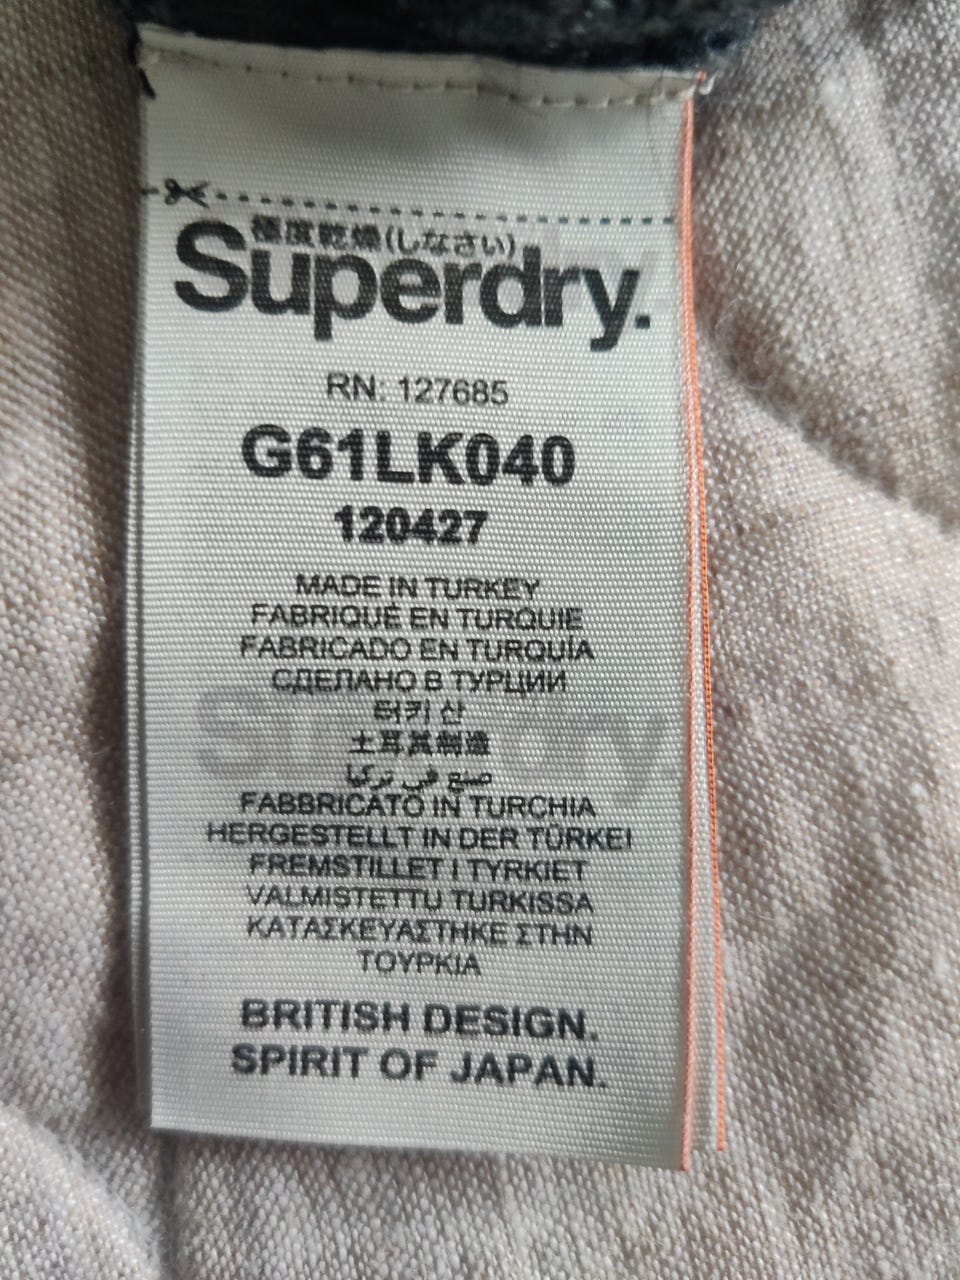 極度乾燥(しなさい)
Superdry.
RN: 127685
G61LK040
120427
MADE IN TURKEY
FABRIQUÉ EN TURQUIE
FABRICADO EN TURQUÍA
СДЕЛАНО В ТУРЦИИ
터키 산
土耳其制造
صنع في تركيا
FABBRICATO IN TURCHIA
HERGESTELLT IN DER TÜRKEI
FREMSTILLET I TYRKIET
VALMISTETTU TURKISSA
ΚΑΤΑΣΚΕΥΑΣΤΗΚΕ ΣΤΗΝ
ΤΟΥΡΚΙΑ
BRITISH DESIGN.
SPIRIT OF JAPAN.